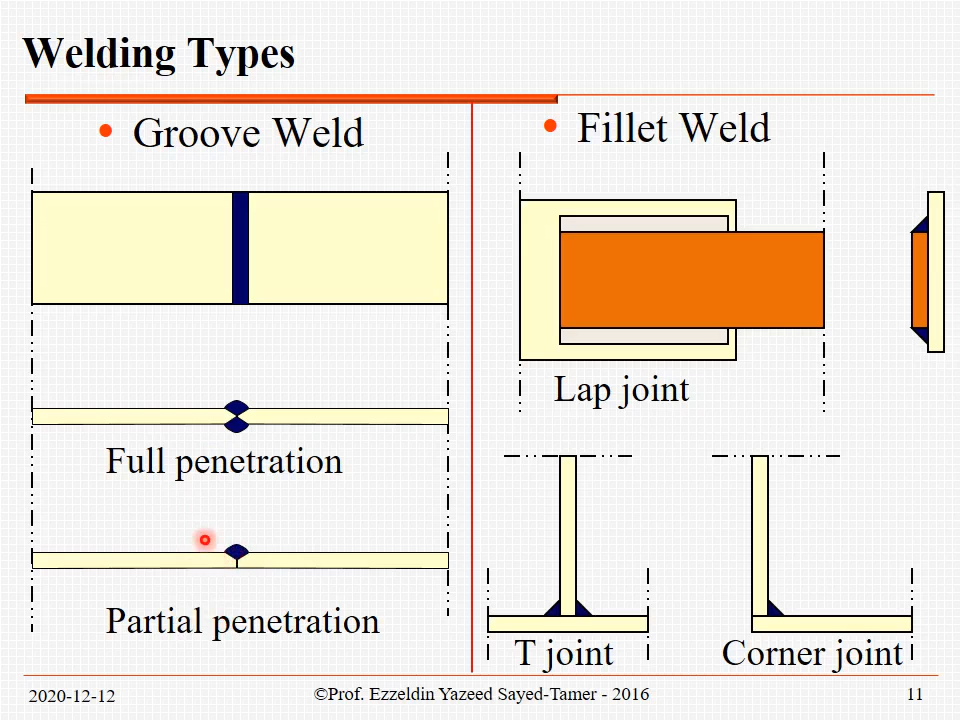 Welding Types
• Groove Weld
Full penetration
Partial penetration
• Fillet Weld
Lap joint
T joint
Corner joint
2020-12-12
©Prof. Ezzeldin Yazeed Sayed-Tamer - 2016
11